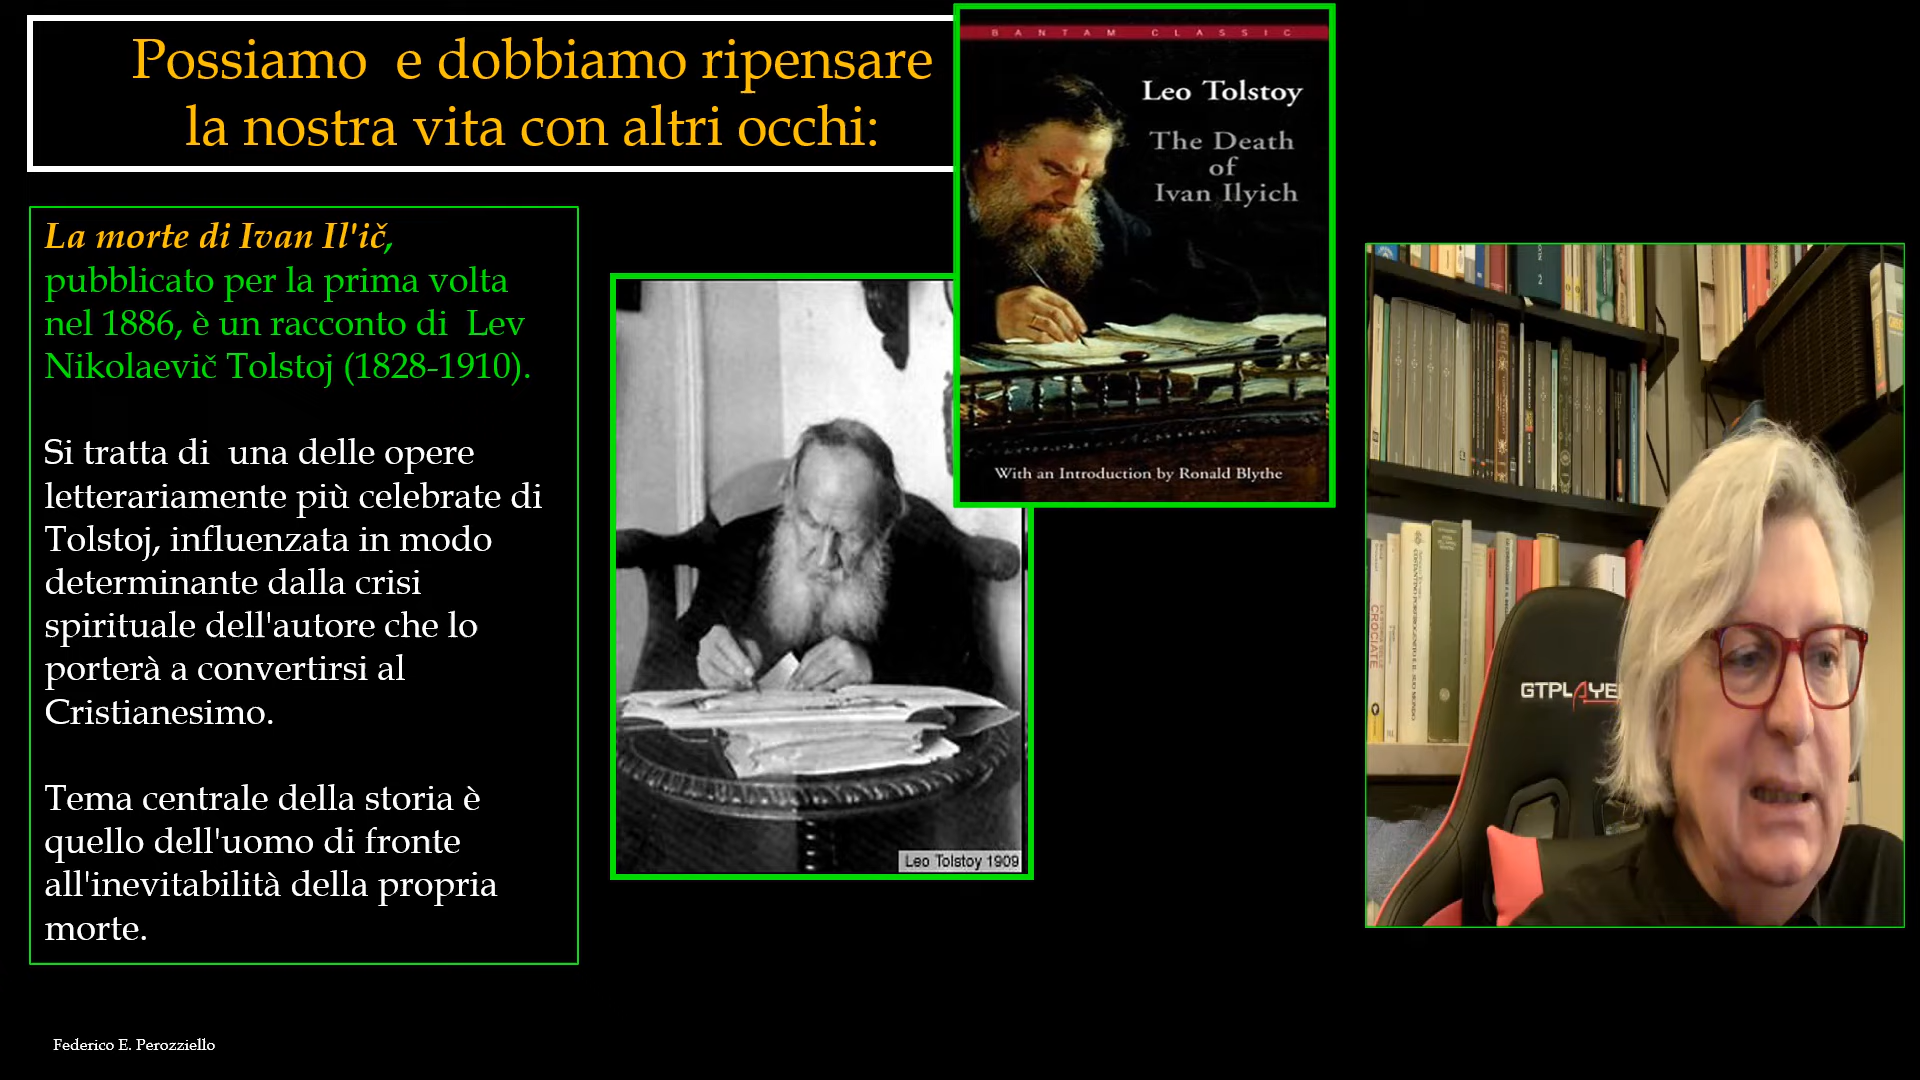 Possiamo  e dobbiamo ripensare
la nostra vita con altri occhi:
La morte di Ivan Il'ič,
pubblicato per la prima volta
nel 1886, è un racconto di  Lev
Nikolaevič Tolstoj (1828-1910).
Si tratta di  una delle opere
letterariamente più celebrate di
Tolstoj, influenzata in modo
determinante dalla crisi
spirituale dell'autore che lo
porterà a convertirsi al
Cristianesimo.
Tema centrale della storia è
quello dell'uomo di fronte
all'inevitabilità della propria
morte.
Leo Tolstoy 1909
BANTAM CLASSIC
Leo Tolstoy
The Death
of
Ivan Ilyich
With an Introduction by Ronald Blythe
CROCIATE
GTPLAYE
Federico E. Perozziello